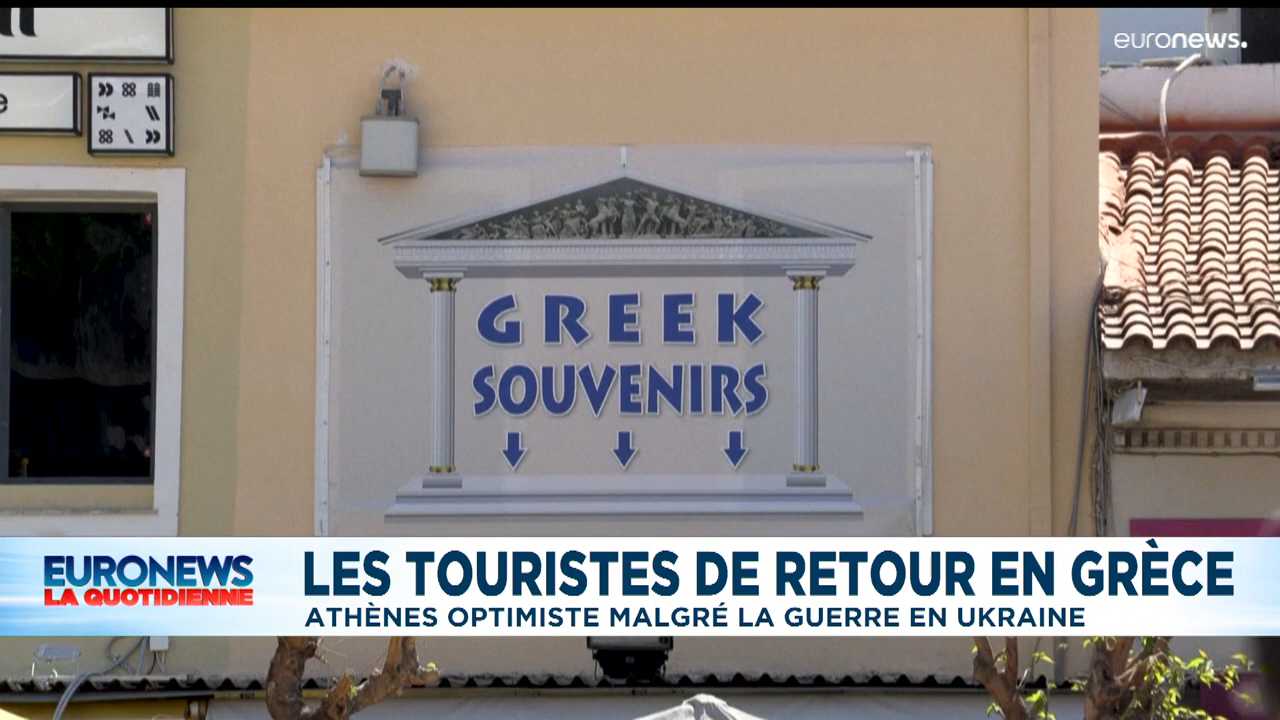 euronews.
GREEK
SOUVENIRS
EURONEWS
LA QUOTIDIENNE
LES TOURISTES DE RETOUR EN GRÈCE
ATHÈNES OPTIMISTE MALGRÉ LA GUERRE EN UKRAINE